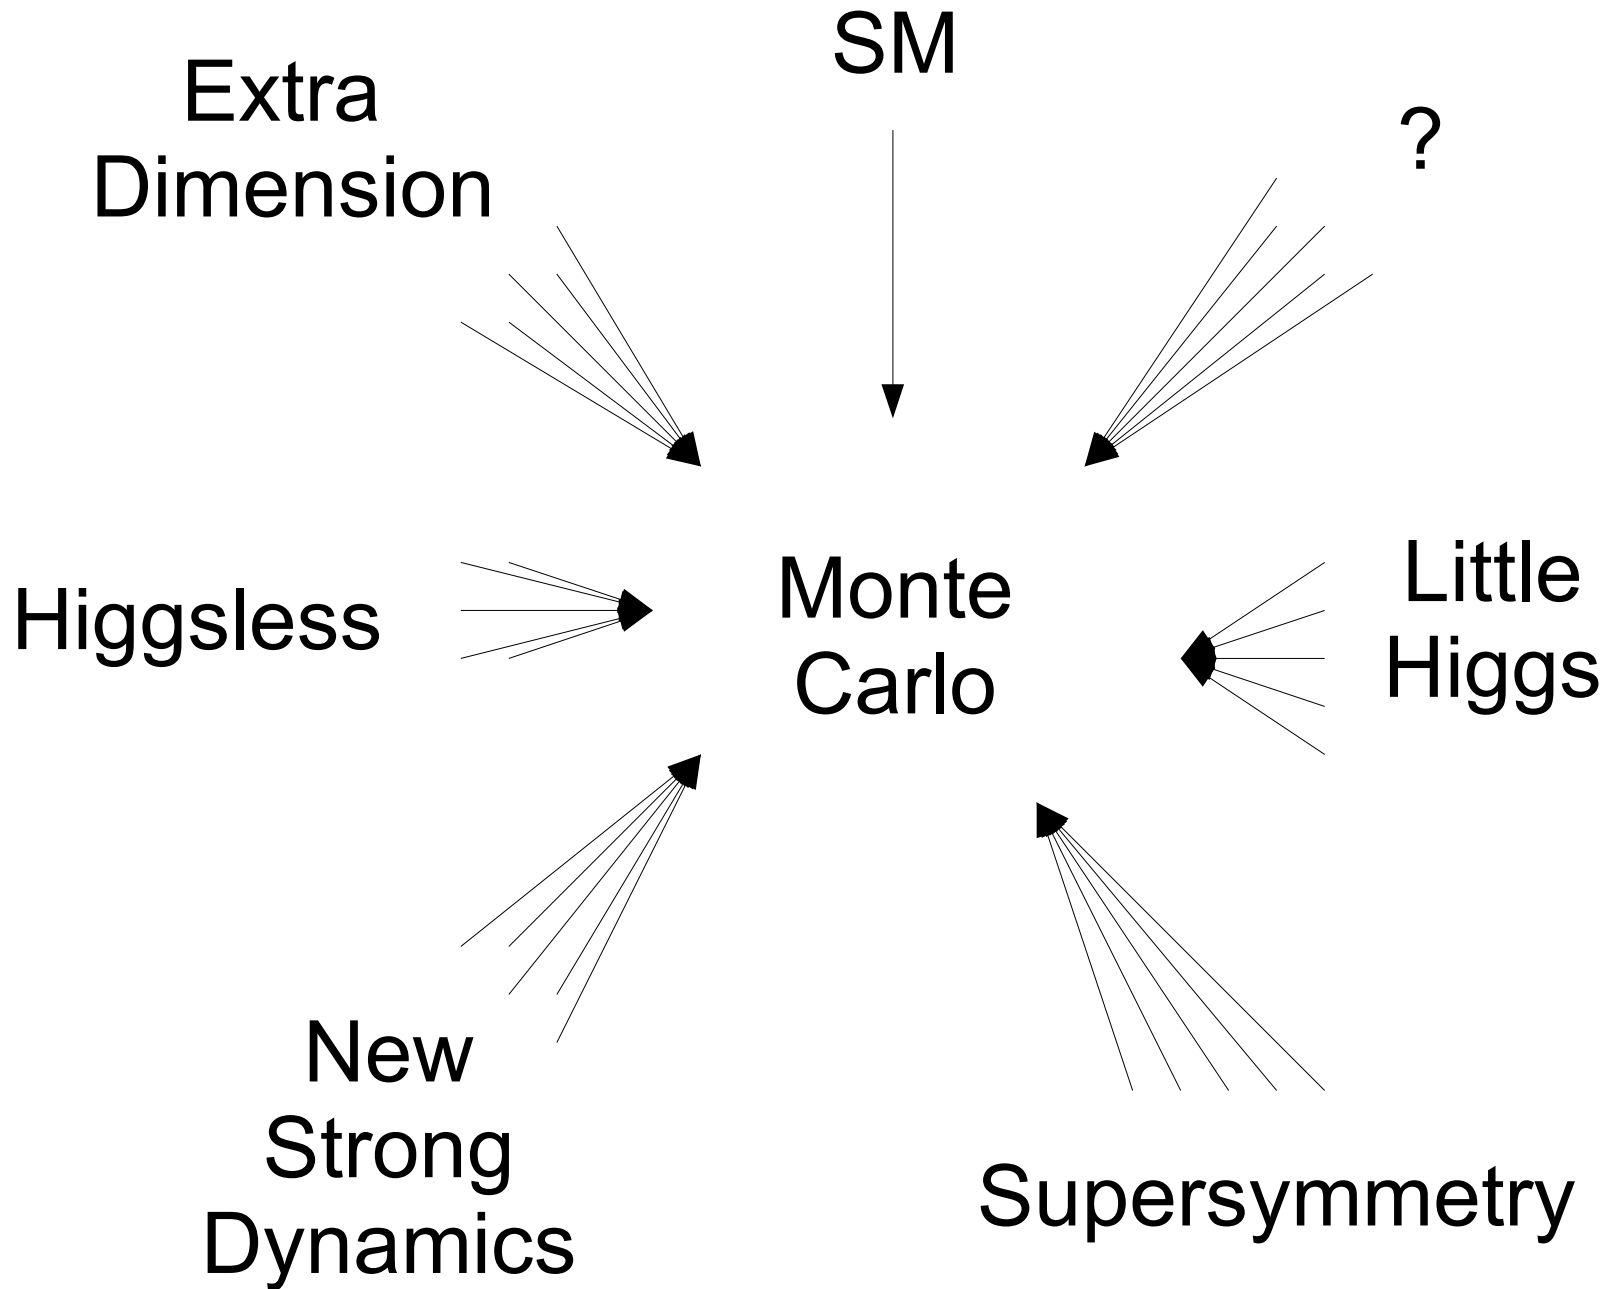 SM
Extra
Dimension
?
Higgsless
Monte
Carlo
Little
Higgs
New
Strong
Dynamics
Supersymmetry